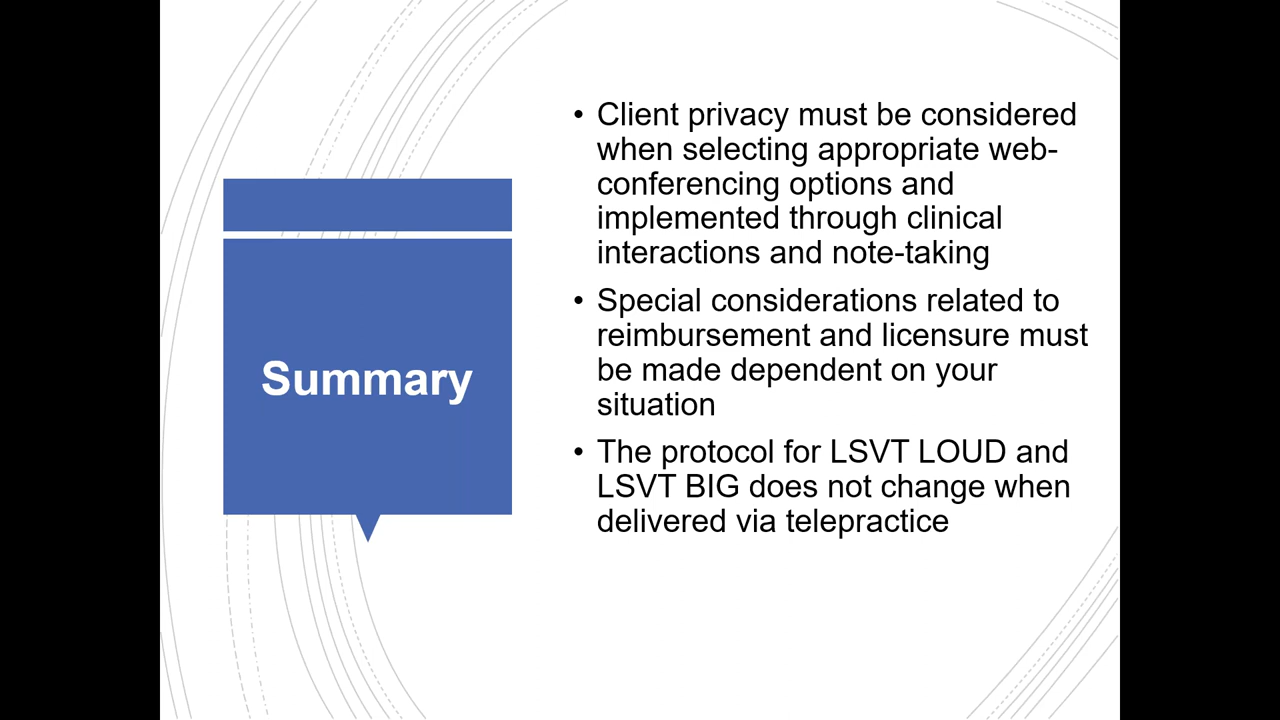 Summary
• Client privacy must be considered
when selecting appropriate web-
conferencing options and
implemented through clinical
interactions and note-taking
• Special considerations related to
reimbursement and licensure must
be made dependent on your
situation
• The protocol for LSVT LOUD and
LSVT BIG does not change when
delivered via telepractice